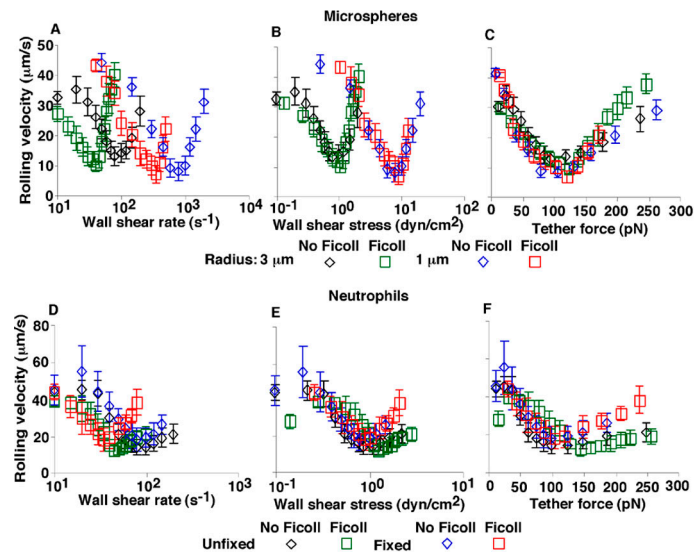 Microspheres
A
B
C
Rolling velocity (μm/s)
50
40
30
20
10
0
10¹ 10² 10³ 10⁴
Wall shear rate (s⁻¹)
10⁻¹ 10⁰ 10¹ 10²
Wall shear stress (dyn/cm²)
0 50 100 150 200 250 300
Tether force (pN)
No Ficoll Ficoll No Ficoll Ficoll
Radius: 3 μm 1 μm
Neutrophils
D
E
F
Rolling velocity (μm/s)
80
60
40
20
0
10¹ 10² 10³
Wall shear rate (s⁻¹)
10⁻¹ 10⁰ 10¹
Wall shear stress (dyn/cm²)
0 50 100 150 200 250 300
Tether force (pN)
No Ficoll Ficoll No Ficoll Ficoll
Unfixed Fixed